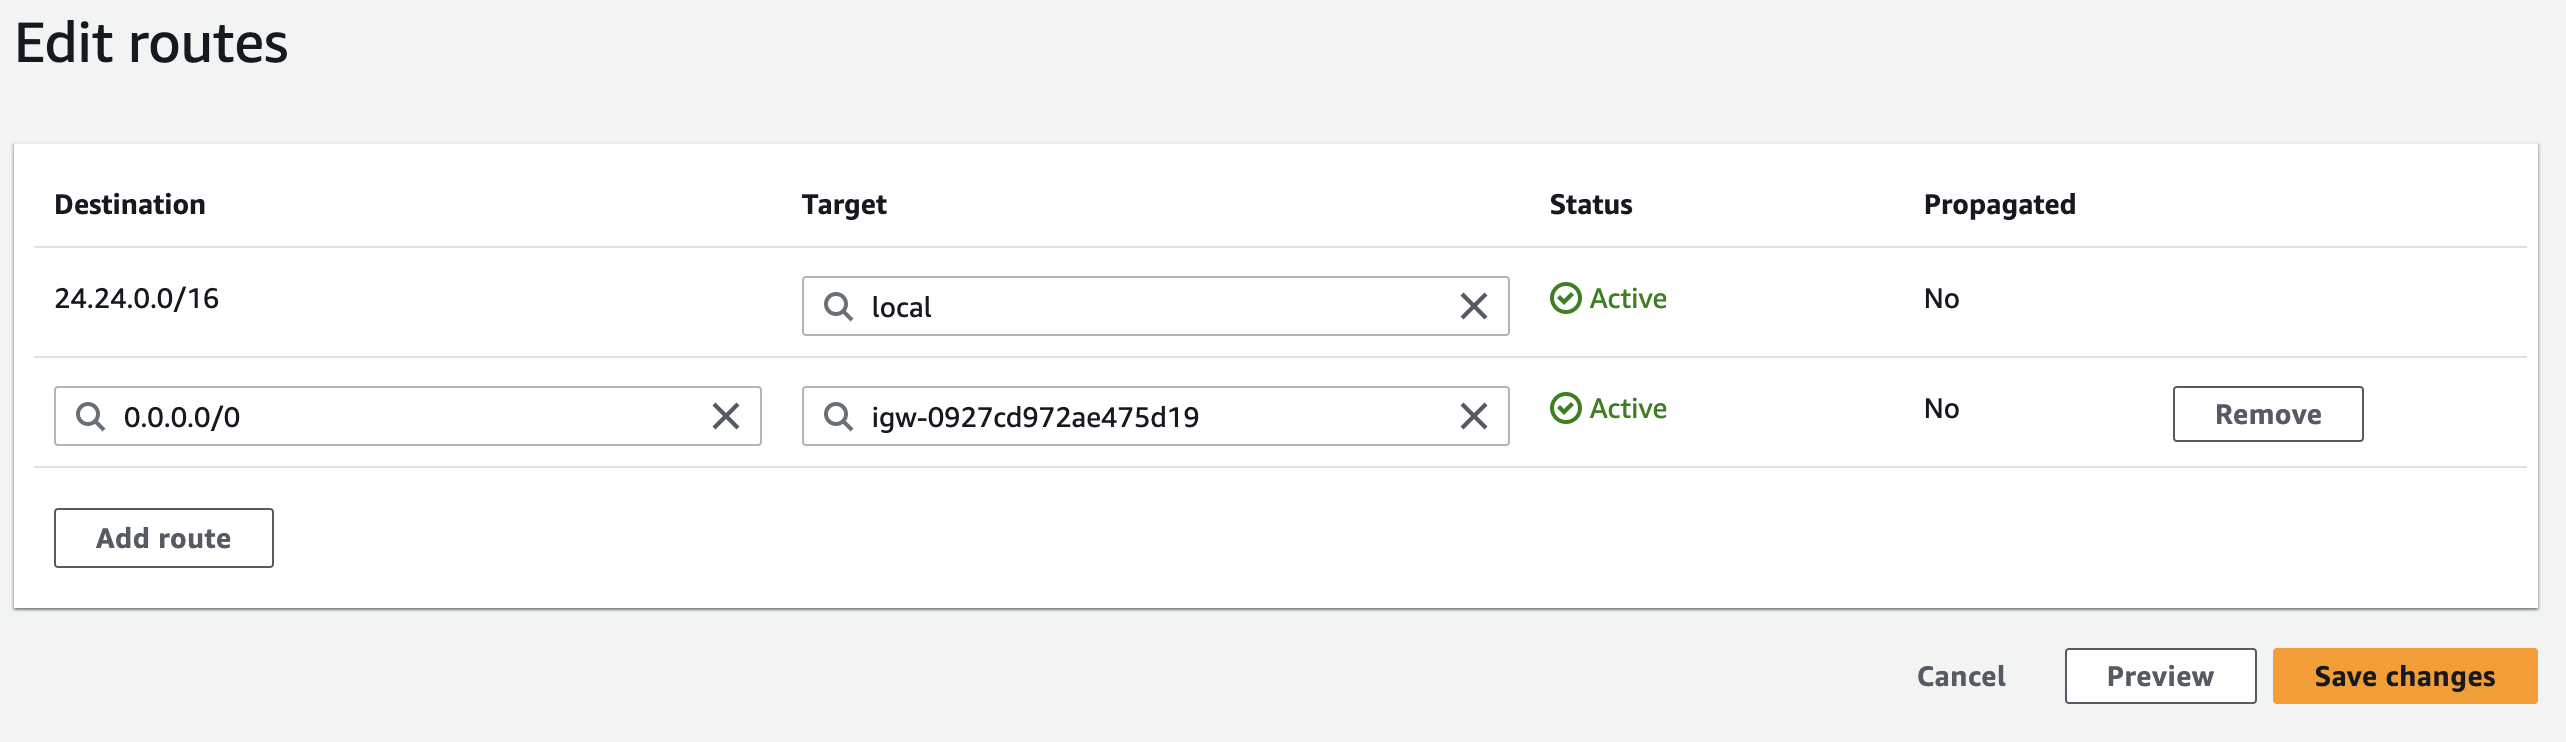 Edit routes
Destination Target Status Propagated
24.24.0.0/16 local Active No
0.0.0.0/0 igw-0927cd972ae475d19 Active No Remove
Add route
Cancel Preview Save changes